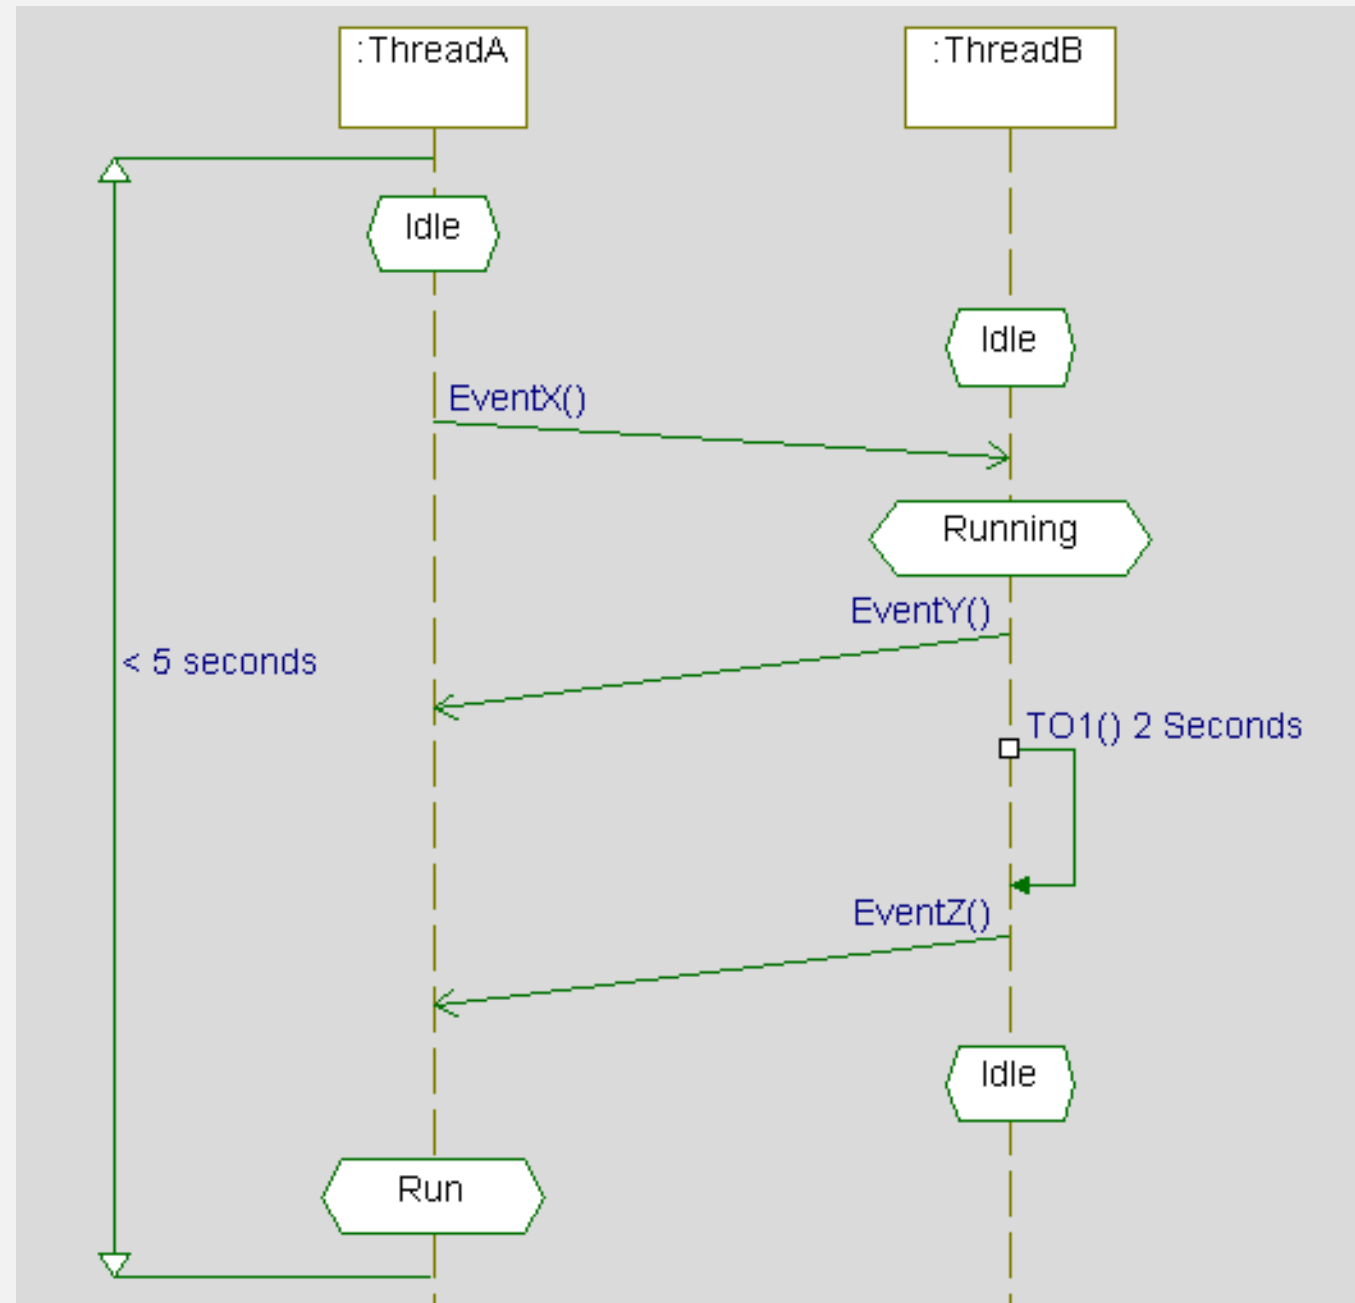 :ThreadA
:ThreadB
Idle
Idle
EventX()
Running
EventY()
< 5 seconds
TO1() 2 Seconds
EventZ()
Idle
Run